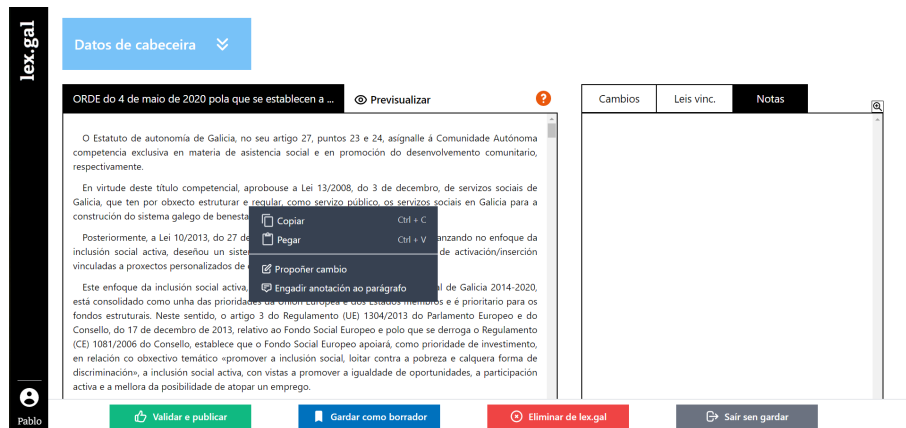 lex.gal
Datos de cabeceira
ORDE do 4 de maio de 2020 pola que se establecen a ...
Previsualizar
?
Cambios
Leis vinc.
Notas
O Estatuto de autonomía de Galicia, no seu artigo 27, puntos 23 e 24, asígnalle á Comunidade Autónoma
competencia exclusiva en materia de asistencia social e en promoción do desenvolvemento comunitario,
respectivamente.
En virtude deste título competencial, aprobouse a Lei 13/2008, do 3 de decembro, de servizos sociais de
Galicia, que ten por obxecto estruturar e regular, como servizo público, os servizos sociais en Galicia para a
construción do sistema galego de benesta
Posteriormente, a Lei 10/2013, do 27 de
anzando no enfoque da
inclusión social activa, deseñou un sistem
de activación/inserción
vinculadas a proxectos personalizados de
Este enfoque da inclusión social activa,
al de Galicia 2014-2020,
está consolidado como unha das prioridades da Unión Europea e dos Estados membros e é prioritario para os
fondos estruturais. Neste sentido, o artigo 3 do Regulamento (UE) 1304/2013 do Parlamento Europeo e do
Consello, do 17 de decembro de 2013, relativo ao Fondo Social Europeo e polo que se derroga o Regulamento
(CE) 1081/2006 do Consello, establece que o Fondo Social Europeo apoiará, como prioridade de investimento,
en relación co obxectivo temático «promover a inclusión social, loitar contra a pobreza e calquera forma de
discriminación», a inclusión social activa, con vistas a promover a igualdade de oportunidades, a participación
activa e a mellora da posibilidade de atopar un emprego.
Copiar Ctrl + C
Pegar Ctrl + V
Propoñer cambio
Engadir anotación ao parágrafo
Pablo
Validar e publicar
Gardar como borrador
Eliminar de lex.gal
Saír sen gardar